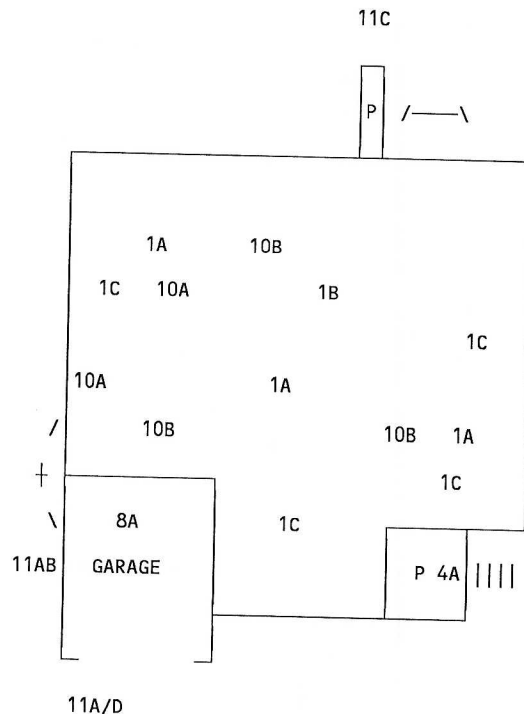 11C
P /——\
1A 10B
1C 10A 1B
1C
10A 1A
/ 10B 10B 1A
+ 1C
\ 8A 1C
11AB GARAGE P 4A ||||
11A/D